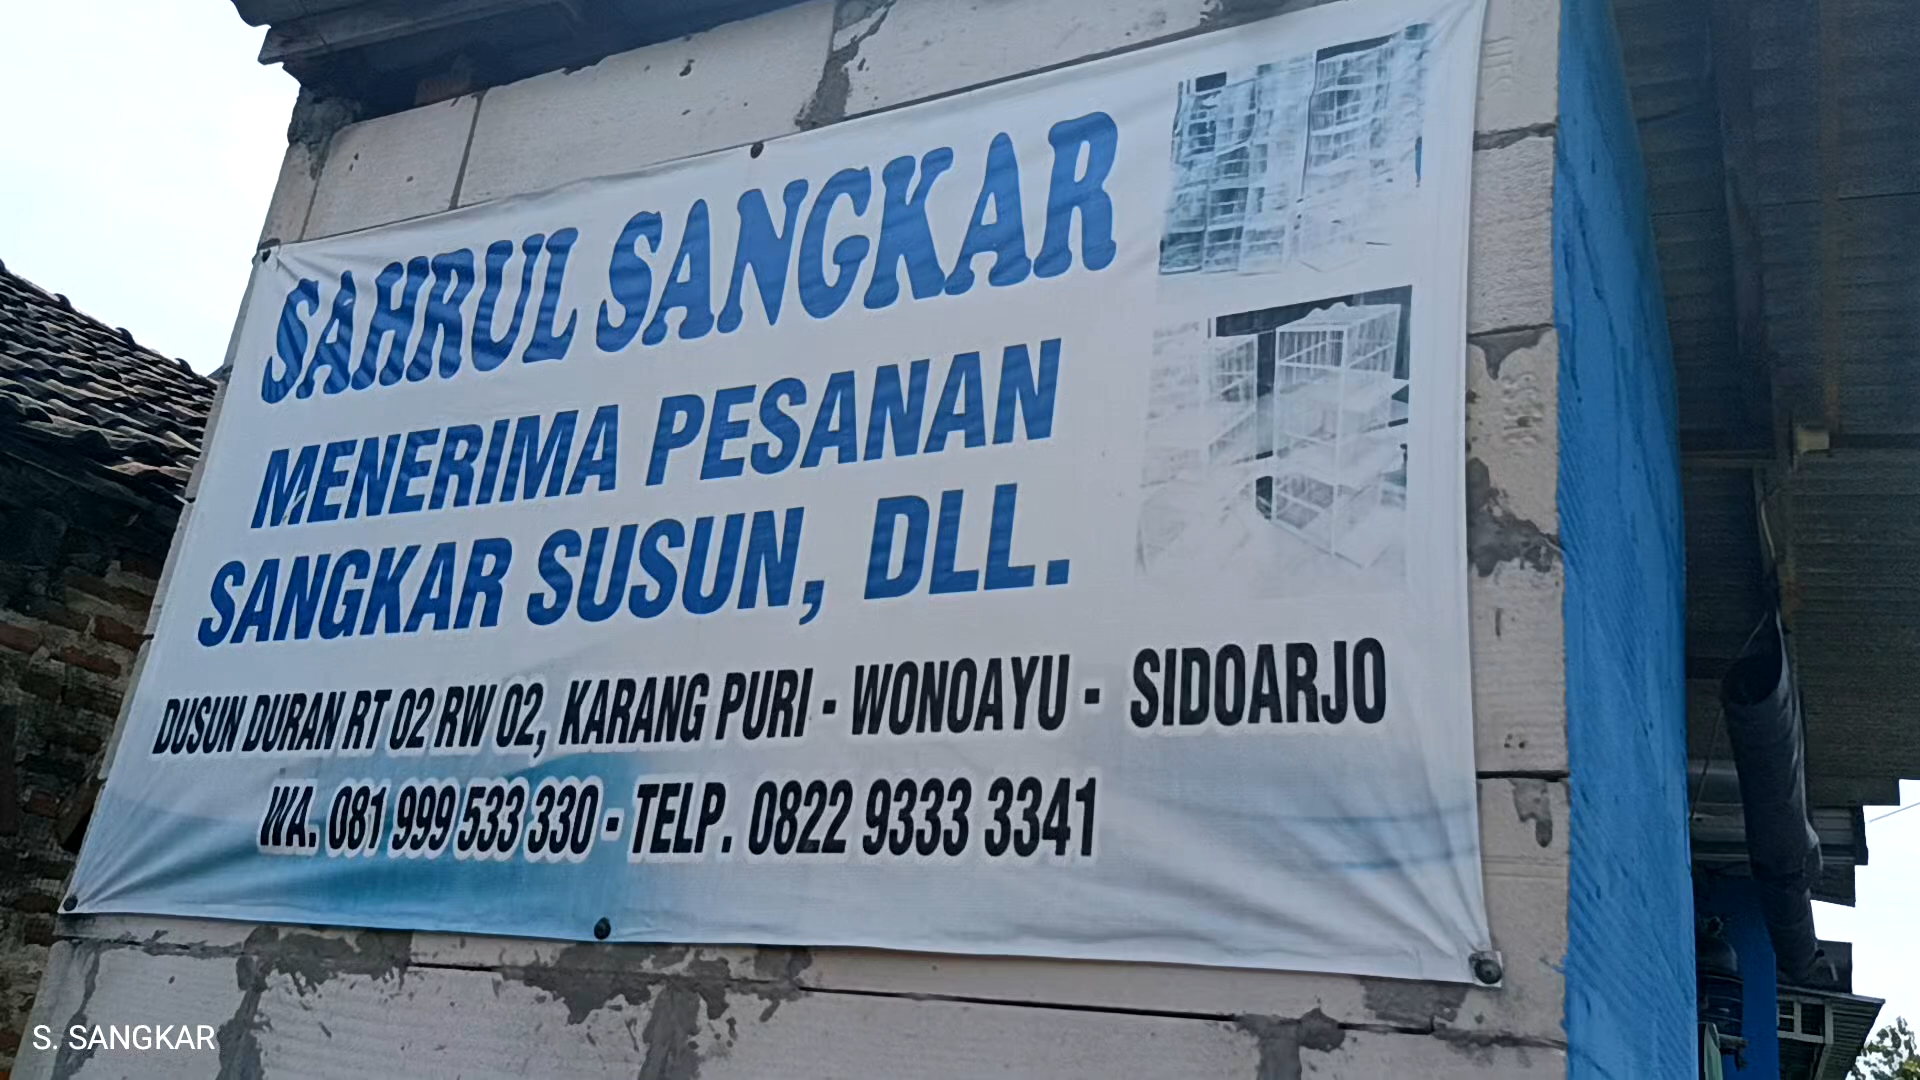 SAHRUL SANGKAR
MENERIMA PESANAN
SANGKAR SUSUN, DLL.
DUSUN DURAN RT 02 RW 02, KARANG PURI - WONOAYU - SIDOARJO
WA. 081 999 533 330 - TELP. 0822 9333 3341
S. SANGKAR